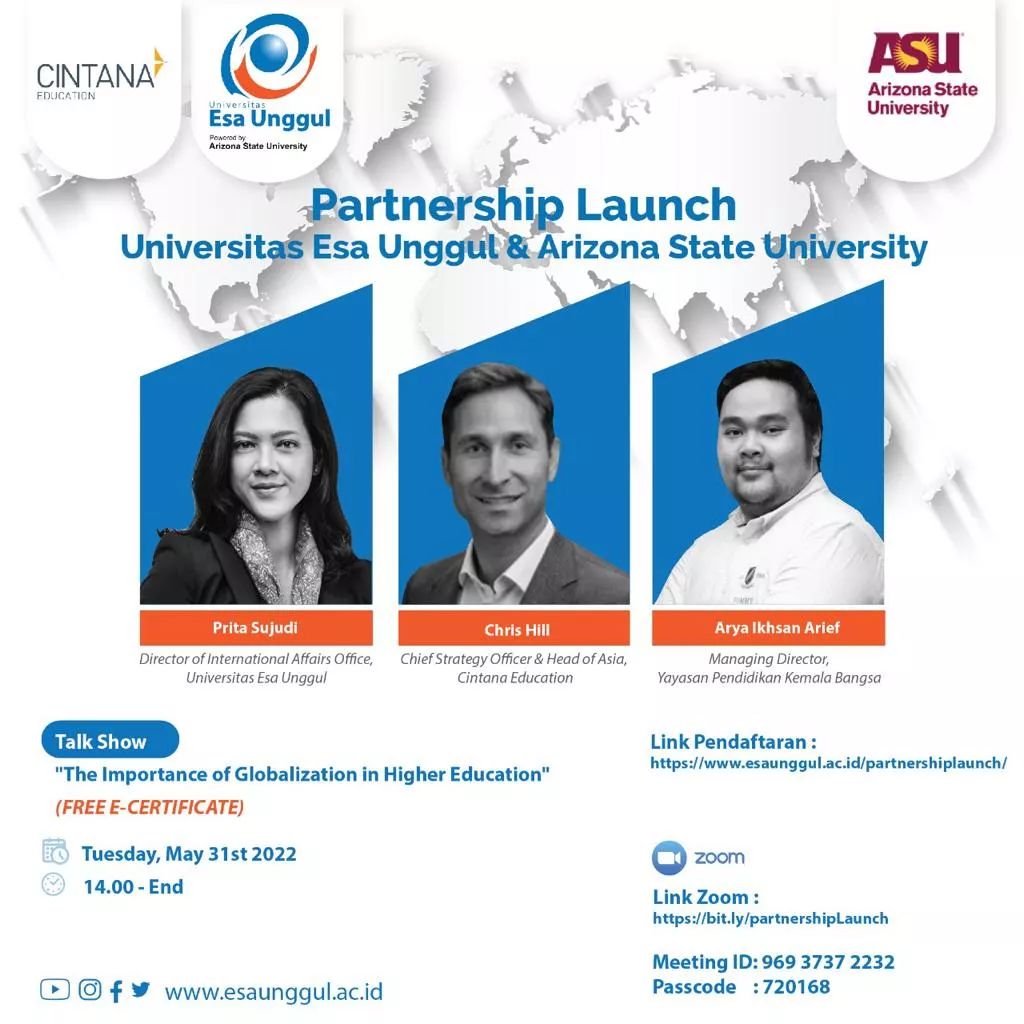 CINTANA
EDUCATION
Universitas
Esa Unggul
Powered by
Arizona State University
ASU
Arizona State
University
Partnership Launch
Universitas Esa Unggul & Arizona State University
Prita Sujudi
Director of International Affairs Office,
Universitas Esa Unggul
Chris Hill
Chief Strategy Officer & Head of Asia,
Cintana Education
Arya Ikhsan Arief
Managing Director,
Yayasan Pendidikan Kemala Bangsa
Talk Show
"The Importance of Globalization in Higher Education"
(FREE E-CERTIFICATE)
Tuesday, May 31st 2022
14.00 - End
www.esaunggul.ac.id
Link Pendaftaran :
https://www.esaunggul.ac.id/partnershiplaunch/
zoom
Link Zoom :
https://bit.ly/partnershipLaunch
Meeting ID: 969 3737 2232
Passcode : 720168